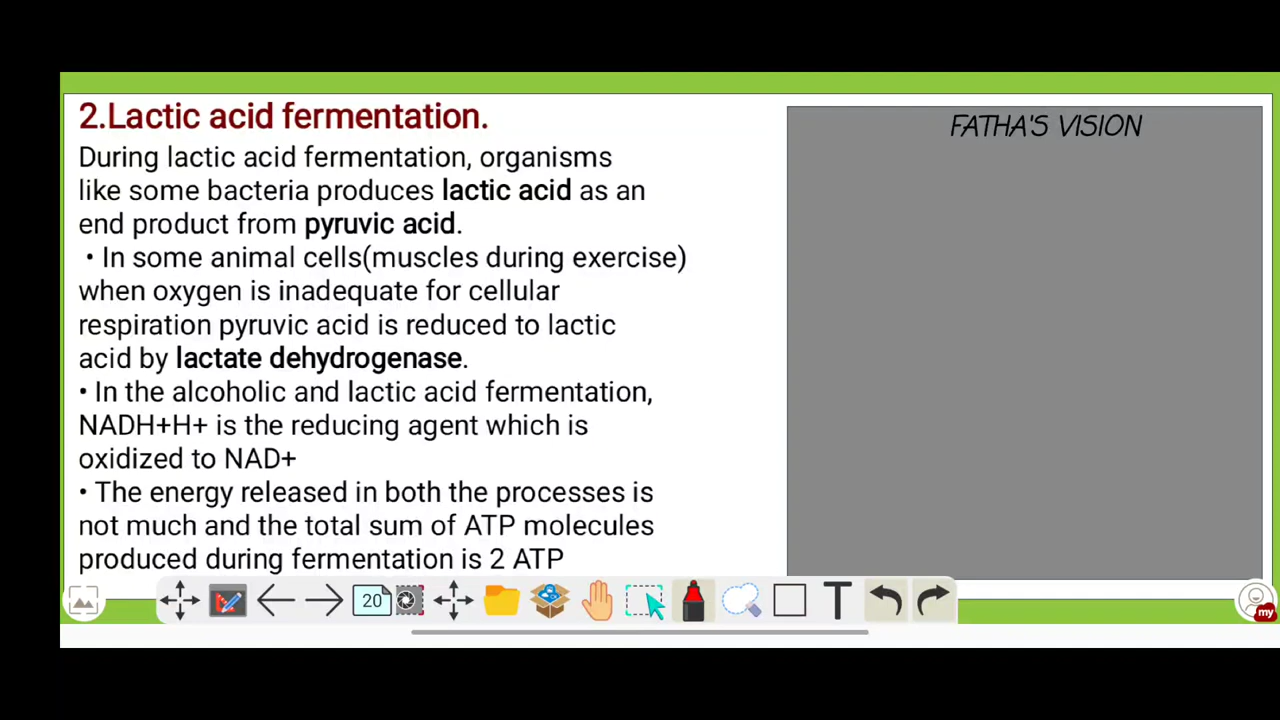 2.Lactic acid fermentation.
During lactic acid fermentation, organisms
like some bacteria produces lactic acid as an
end product from pyruvic acid.
• In some animal cells(muscles during exercise)
when oxygen is inadequate for cellular
respiration pyruvic acid is reduced to lactic
acid by lactate dehydrogenase.
• In the alcoholic and lactic acid fermentation,
NADH+H+ is the reducing agent which is
oxidized to NAD+
• The energy released in both the processes is
not much and the total sum of ATP molecules
produced during fermentation is 2 ATP
FATHA'S VISION
20
T
my